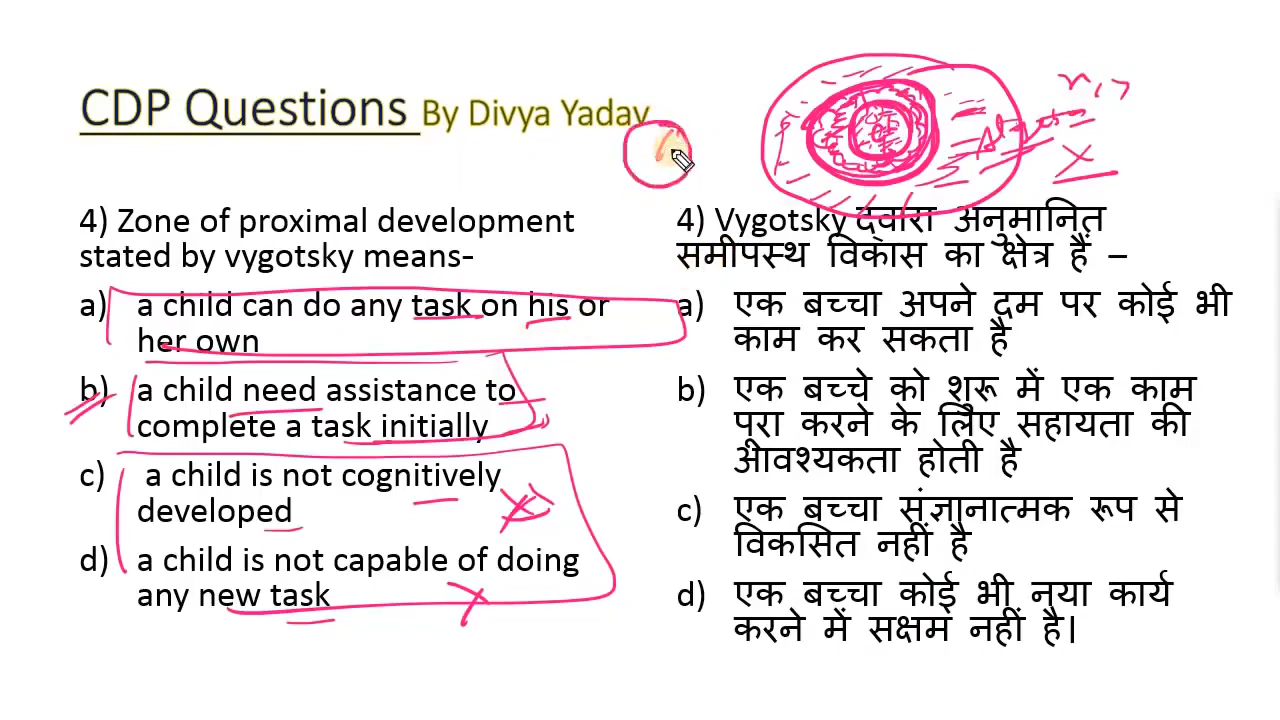 CDP Questions By Divya Yadav
4) Zone of proximal development
stated by vygotsky means-
a) a child can do any task on his or
her own
b) a child need assistance to
complete a task initially
c) a child is not cognitively
developed
d) a child is not capable of doing
any new task
4) Vygotsky द्वारा अनुमानित
समीपस्थ विकास का क्षेत्र हैं –
a) एक बच्चा अपने दम पर कोई भी
काम कर सकता है
b) एक बच्चे को शुरू में एक काम
पूरा करने के लिए सहायता की
आवश्यकता होती है
c) एक बच्चा संज्ञानात्मक रूप से
विकसित नहीं है
d) एक बच्चा कोई भी नया कार्य
करने में सक्षम नहीं है।